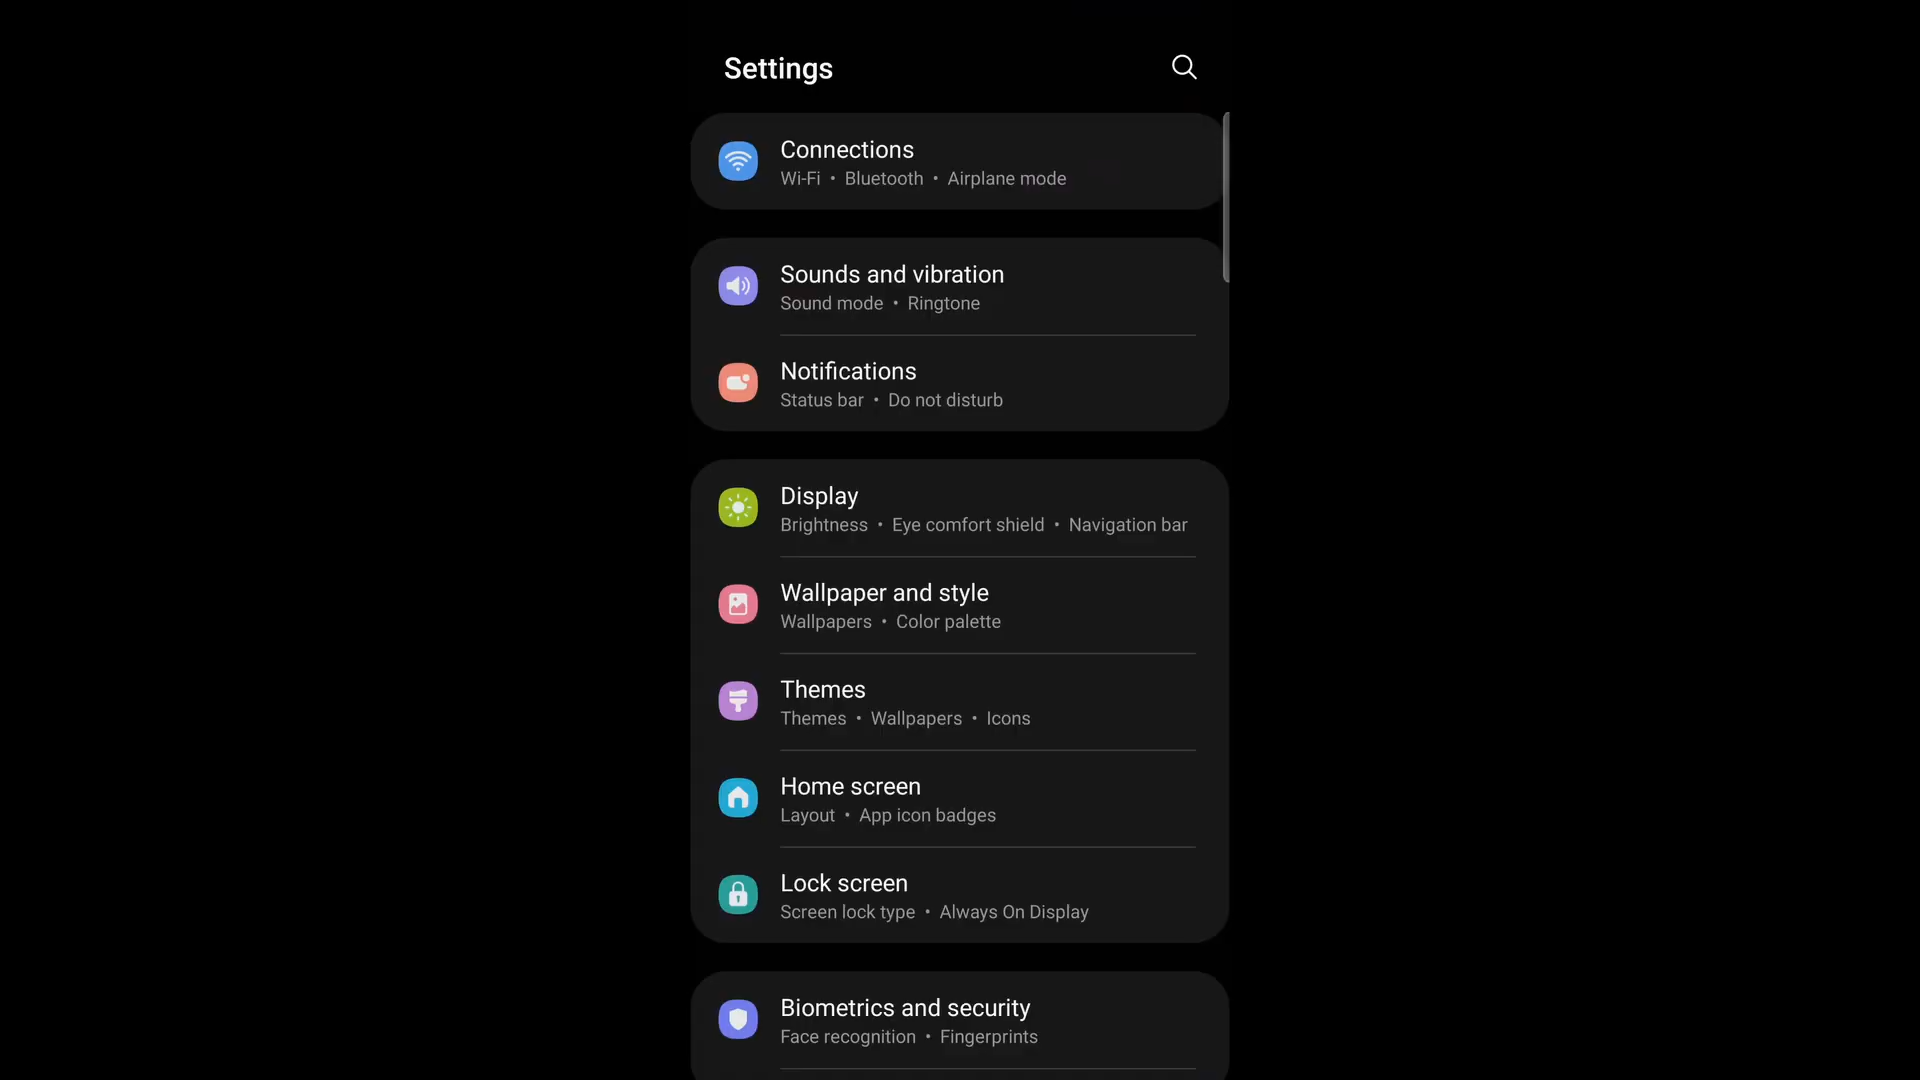 Settings
Connections
Wi-Fi • Bluetooth • Airplane mode
Sounds and vibration
Sound mode • Ringtone
Notifications
Status bar • Do not disturb
Display
Brightness • Eye comfort shield • Navigation bar
Wallpaper and style
Wallpapers • Color palette
Themes
Themes • Wallpapers • Icons
Home screen
Layout • App icon badges
Lock screen
Screen lock type • Always On Display
Biometrics and security
Face recognition • Fingerprints